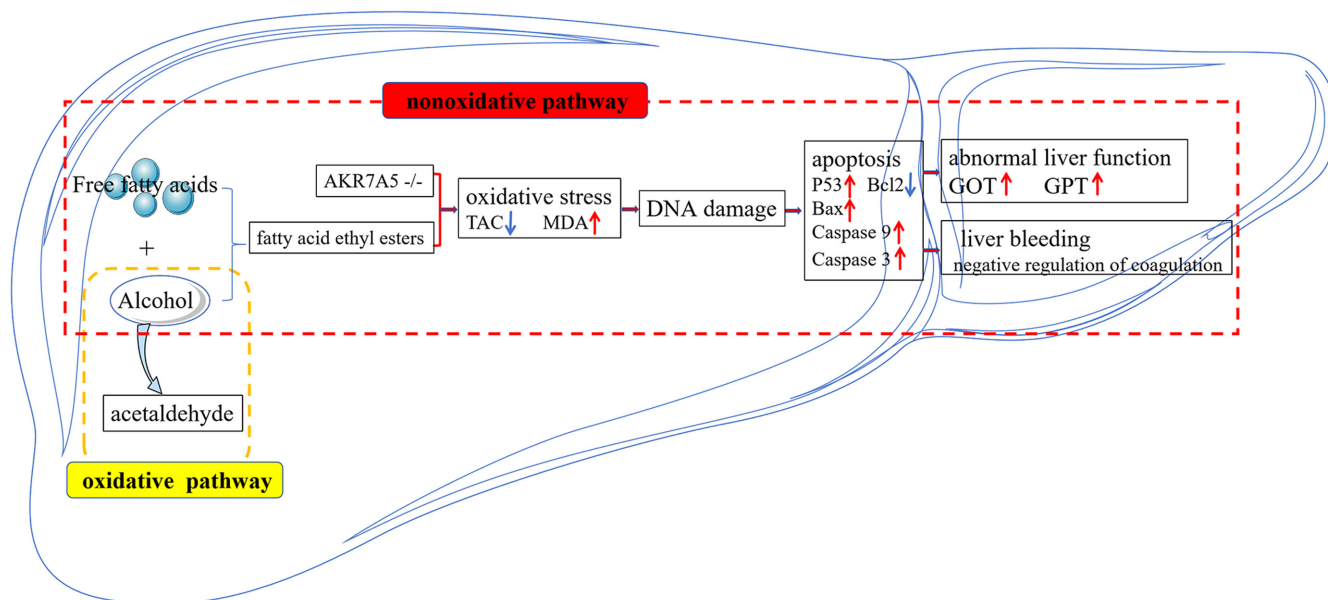 nonoxidative pathway
Free fatty acids
+
Alcohol
acetaldehyde
oxidative pathway
AKR7A5 -/-
fatty acid ethyl esters
oxidative stress
TAC↓ MDA↑
DNA damage
apoptosis
P53↑ Bcl2↓
Bax↑
Caspase 9↑
Caspase 3↑
abnormal liver function
GOT↑ GPT↑
liver bleeding
negative regulation of coagulation